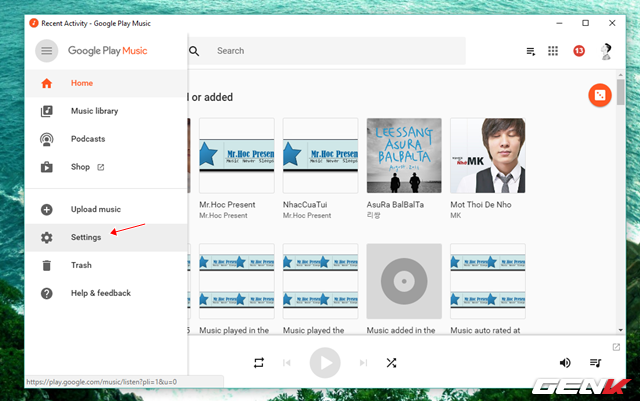 Recent Activity - Google Play Music
Google Play Music
Search
13
Home
Music library
Podcasts
Shop
Upload music
Settings
Trash
Help & feedback
d or added
Mr.Hoc Present
Mr.Hoc Present
LEESSANG
ASURA
BALBALTA
MK
Mr.Hoc Present
Mr.Hoc Present
NhacCuaTui
Mr.Hoc Present
AsuRa BalBalTa
리쌍
Mot Thoi De Nho
MK
5
Music played in the
Music played the
Music added in the
Music auto rated at
https://play.google.com/music/listen?pli=1&u=0
GENK